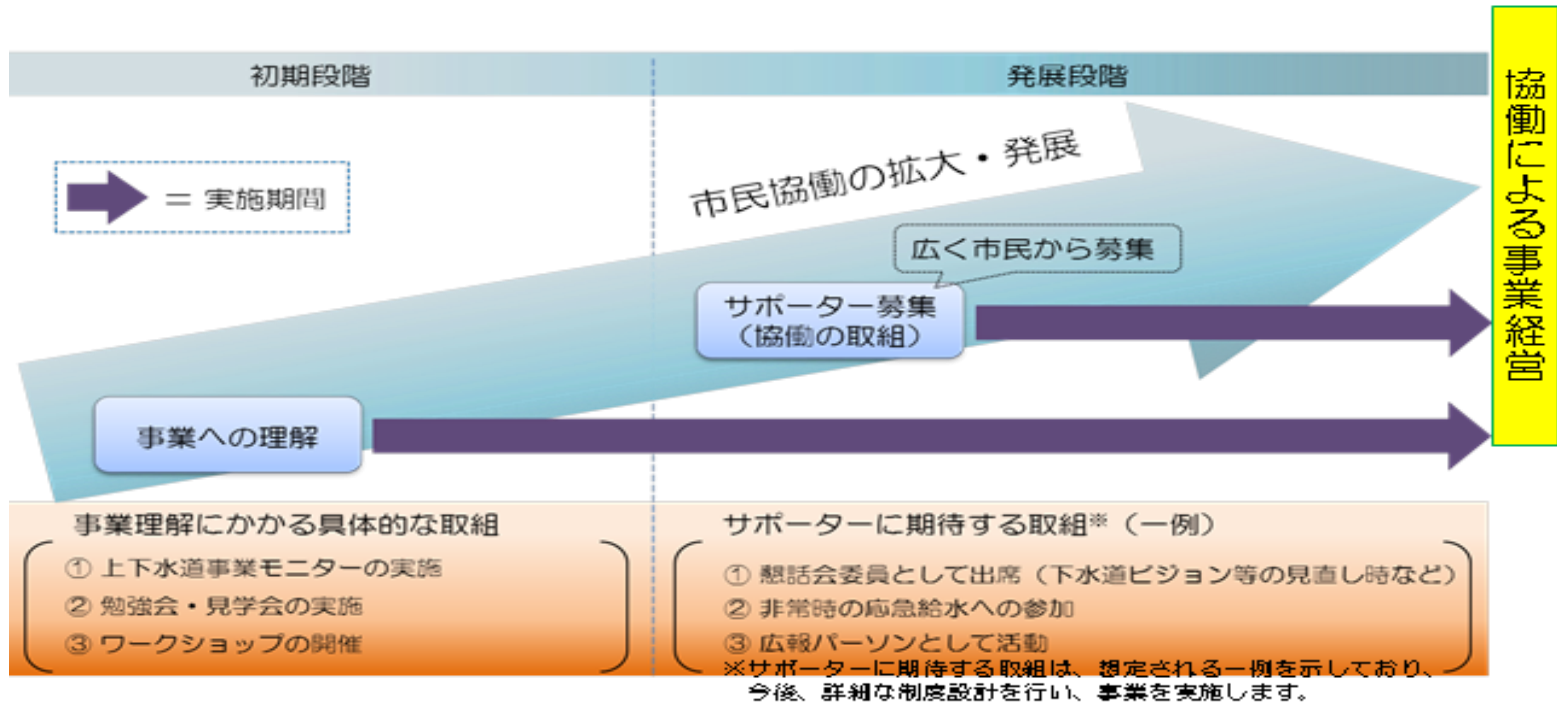 初期段階
発展段階
協働による事業経営
= 実施期間
市民協働の拡大・発展
広く市民から募集
サポーター募集
（協働の取組）
事業への理解
事業理解にかかる具体的な取組
① 上下水道事業モニターの実施
② 勉強会・見学会の実施
③ ワークショップの開催
サポーターに期待する取組※（一例）
① 懇話会委員として出席（下水道ビジョン等の見直し時など）
② 非常時の応急給水への参加
③ 広報パーソンとして活動
※サポーターに期待する取組は、想定される一例を示しており、
今後、詳細な制度設計を行い、事業を実施します。